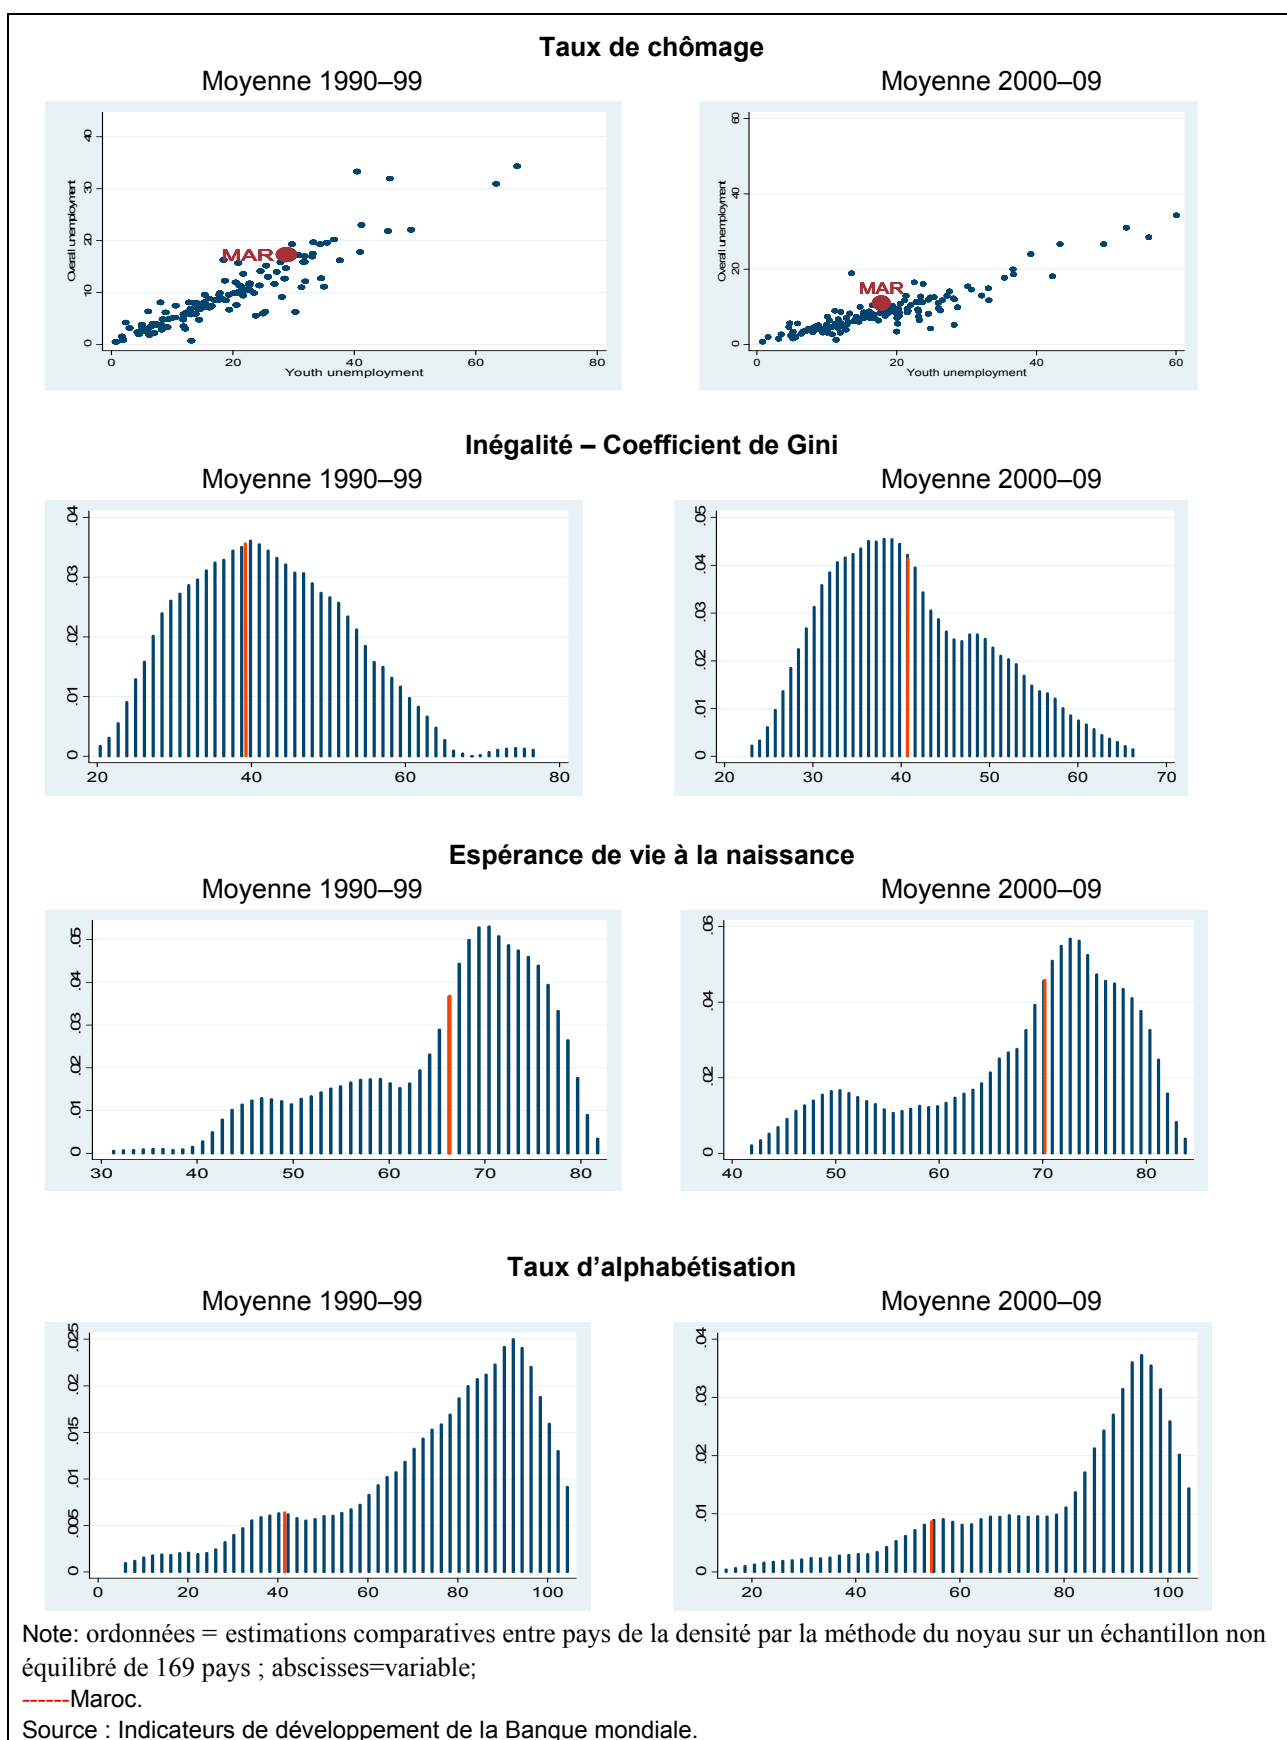 Taux de chômage
Moyenne 1990–99
Moyenne 2000–09
Overall unemployment
0 10 20 30 40
MAR
0 20 40 60 80
Youth unemployment
Overall unemployment
0 20 40 60
MAR
0 20 40 60
Youth unemployment
Inégalité – Coefficient de Gini
Moyenne 1990–99
Moyenne 2000–09
0 .01 .02 .03 .04
20 40 60 80
0 .01 .02 .03 .04 .05
20 30 40 50 60 70
Espérance de vie à la naissance
Moyenne 1990–99
Moyenne 2000–09
0 .01 .02 .03 .04 .05
30 40 50 60 70 80
0 .02 .04 .06
40 50 60 70 80
Taux d’alphabétisation
Moyenne 1990–99
Moyenne 2000–09
0 .005 .01 .015 .02 .025
0 20 40 60 80 100
0 .01 .02 .03 .04
20 40 60 80 100
Note: ordonnées = estimations comparatives entre pays de la densité par la méthode du noyau sur un échantillon non
équilibré de 169 pays ; abscisses=variable;
------Maroc.
Source : Indicateurs de développement de la Banque mondiale.